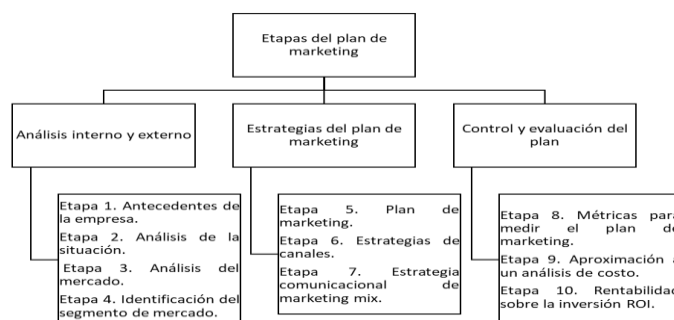 Etapas del plan de
marketing
Análisis interno y externo
Etapa 1. Antecedentes de
la empresa.
Etapa 2. Análisis de la
situación.
Etapa 3. Análisis del
mercado.
Etapa 4. Identificación del
segmento de mercado.
Estrategias del plan de
marketing
Etapa 5. Plan de
marketing.
Etapa 6. Estrategias de
canales.
Etapa 7. Estrategia
comunicacional de
marketing mix.
Control y evaluación del
plan
Etapa 8. Métricas para
medir el plan de
marketing.
Etapa 9. Aproximación a
un análisis de costo.
Etapa 10. Rentabilidad
sobre la inversión ROI.